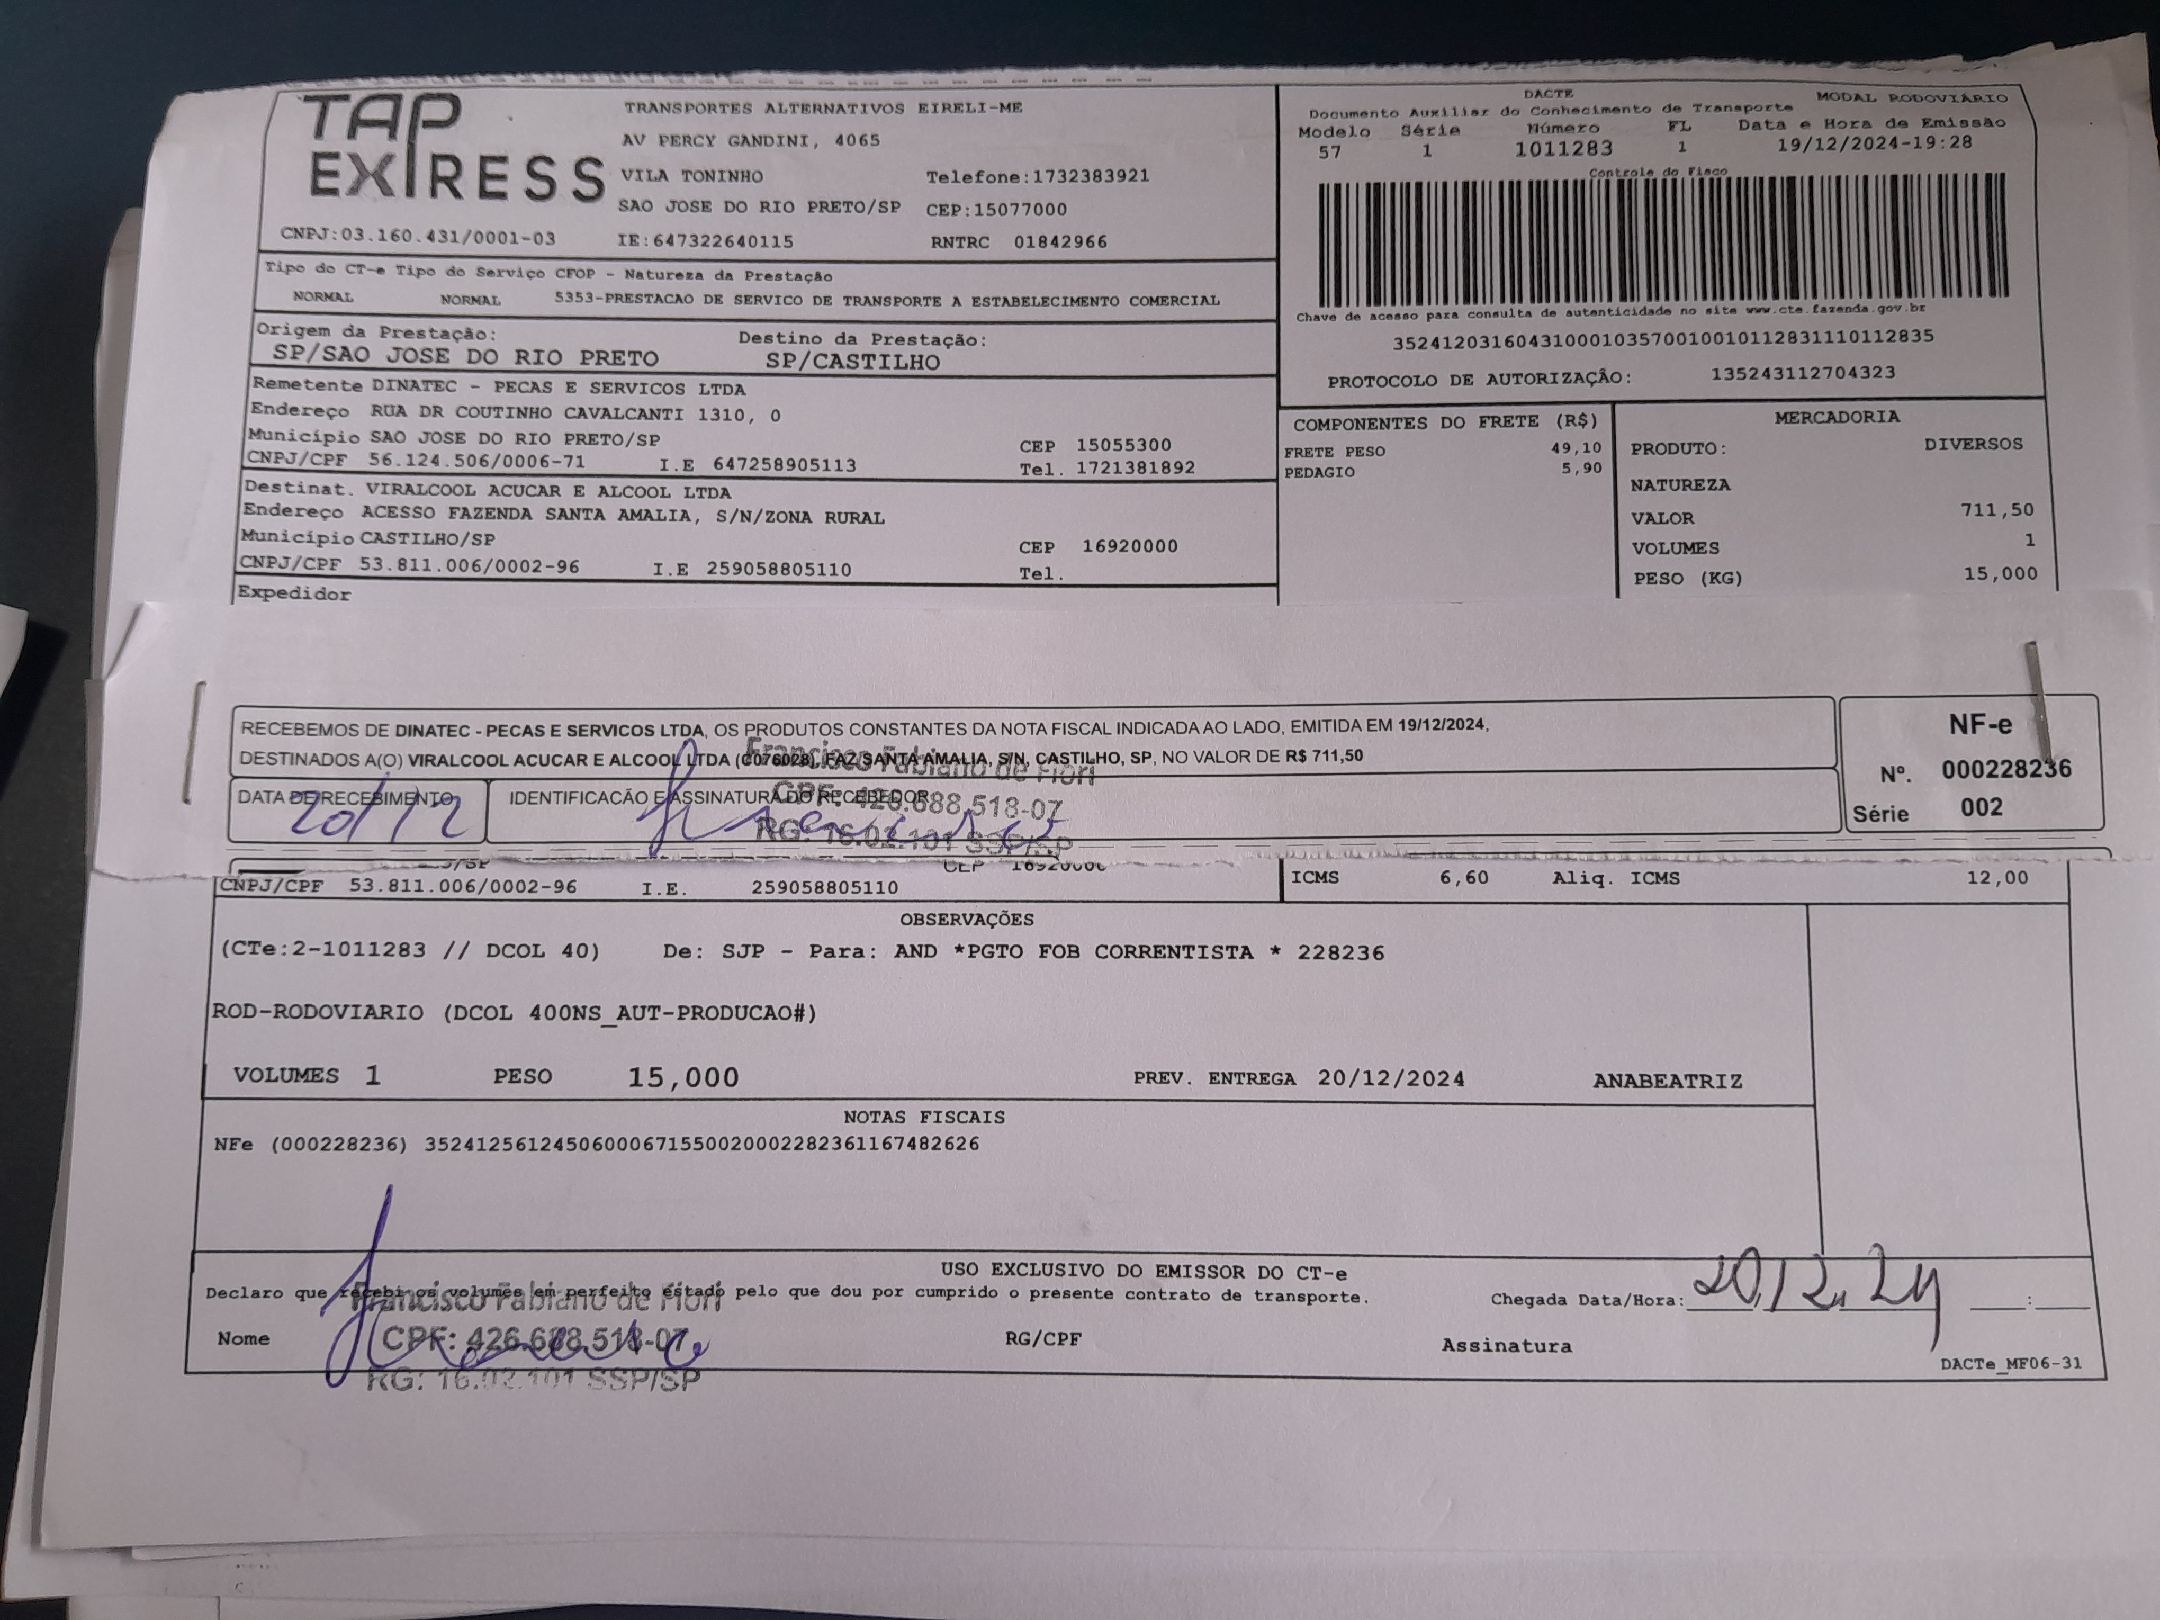 TAP EXPRESS
TRANSPORTES ALTERNATIVOS EIRELI-ME
AV PERCY GANDINI, 4065
VILA TONINHO Telefone:1732383921
SAO JOSE DO RIO PRETO/SP CEP:15077000
CNPJ:03.160.431/0001-03 IE:647322640115 RNTRC 01842966
DACTE MODAL RODOVIÁRIO
Documento Auxiliar do Conhecimento de Transporte
Modelo Série Número FL Data e Hora de Emissão
57 1 1011283 1 19/12/2024-19:28
Controle do Fisco
Chave de acesso para consulta de autenticidade no site www.cte.fazenda.gov.br
35241203160431000103570010010112831110112835
PROTOCOLO DE AUTORIZAÇÃO: 135243112704323
Tipo do CT-e Tipo do Serviço CFOP - Natureza da Prestação
NORMAL NORMAL 5353-PRESTACAO DE SERVICO DE TRANSPORTE A ESTABELECIMENTO COMERCIAL
Origem da Prestação: Destino da Prestação:
SP/SAO JOSE DO RIO PRETO SP/CASTILHO
Remetente DINATEC - PECAS E SERVICOS LTDA
Endereço RUA DR COUTINHO CAVALCANTI 1310, 0
Município SAO JOSE DO RIO PRETO/SP CEP 15055300
CNPJ/CPF 56.124.506/0006-71 I.E 647258905113 Tel. 1721381892
Destinat. VIRALCOOL ACUCAR E ALCOOL LTDA
Endereço ACESSO FAZENDA SANTA AMALIA, S/N/ZONA RURAL
Município CASTILHO/SP CEP 16920000
CNPJ/CPF 53.811.006/0002-96 I.E 259058805110 Tel.
Expedidor
COMPONENTES DO FRETE (R$)
FRETE PESO 49,10
PEDAGIO 5,90
MERCADORIA
PRODUTO: DIVERSOS
NATUREZA
VALOR 711,50
VOLUMES 1
PESO (KG) 15,000
RECEBEMOS DE DINATEC - PECAS E SERVICOS LTDA, OS PRODUTOS CONSTANTES DA NOTA FISCAL INDICADA AO LADO, EMITIDA EM 19/12/2024,
DESTINADOS A(O) VIRALCOOL ACUCAR E ALCOOL LTDA (C076028), FAZ SANTA AMALIA, S/N, CASTILHO, SP, NO VALOR DE R$ 711,50
DATA DE RECEBIMENTO IDENTIFICACÃO E ASSINATURA DO RECEBEDOR
20/12
Francisco Fabiano de Fiori
CPF: 426.688.518-07
RG: 16.02.101 SSP/SP
NF-e
Nº. 000228236
Série 002
CEP 16920000
CNPJ/CPF 53.811.006/0002-96 I.E. 259058805110
ICMS 6,60 Aliq. ICMS 12,00
OBSERVAÇÕES
(CTe:2-1011283 // DCOL 40) De: SJP - Para: AND *PGTO FOB CORRENTISTA * 228236
ROD-RODOVIARIO (DCOL 400NS_AUT-PRODUCAO#)
VOLUMES 1 PESO 15,000 PREV. ENTREGA 20/12/2024 ANABEATRIZ
NOTAS FISCAIS
NFe (000228236) 35241256124506000671550020002282361167482626
USO EXCLUSIVO DO EMISSOR DO CT-e
Declaro que recebi os volumes em perfeito estado pelo que dou por cumprido o presente contrato de transporte. Chegada Data/Hora: 20/12/24 :
Nome RG/CPF Assinatura
Francisco Fabiano de Fiori
CPF: 426.688.518-07
RG: 16.02.101 SSP/SP
DACTe_MF06-31